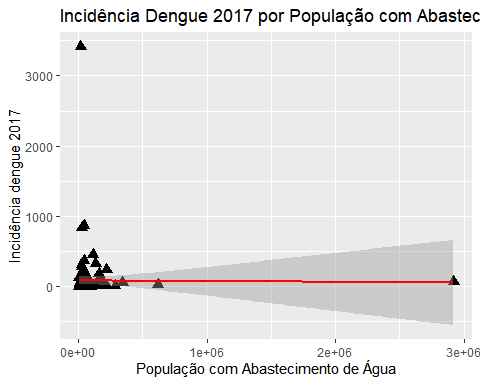 Incidência Dengue 2017 por População com Abastec
Incidência dengue 2017
3000
2000
1000
0
0e+00
1e+06
2e+06
3e+06
População com Abastecimento de Água